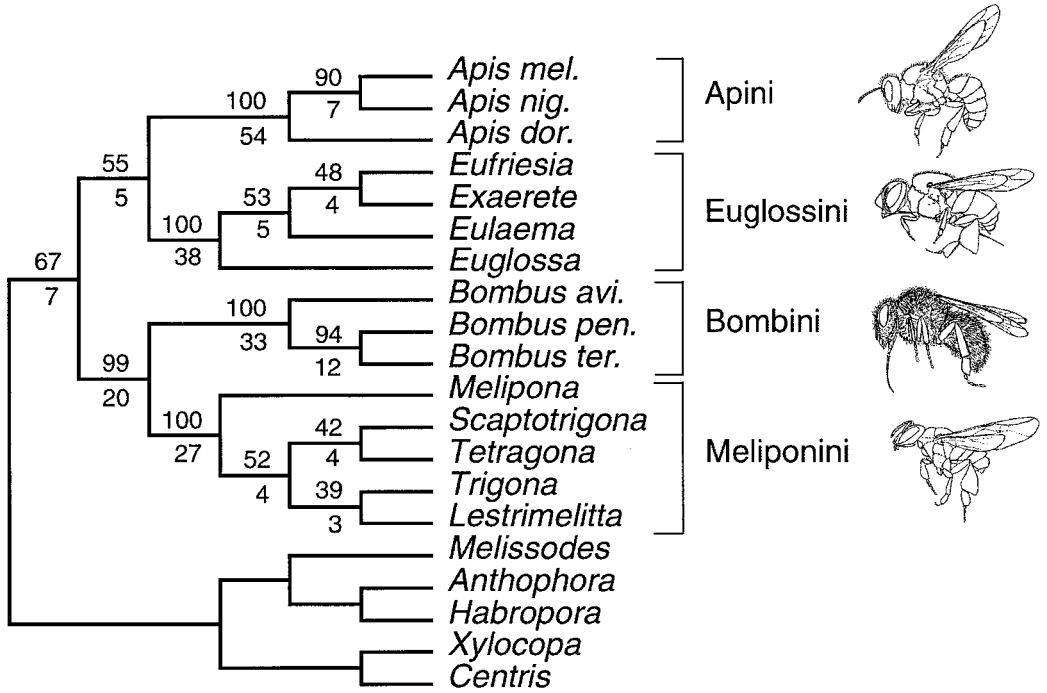 Apis mel.
90
Apis nig.
7
100
Apis dor.
54
Apini
Eufriesia
48
55
Exaerete
4
53
5
Eulaema
5
100
Euglossa
38
Euglossini
67
7
Bombus avi.
100
Bombus pen.
33
94
Bombus ter.
12
Bombini
99
20
Melipona
100
Scaptotrigona
42
27
Tetragona
4
52
Trigona
39
4
Lestrimelitta
3
Meliponini
Melissodes
Anthophora
Habropora
Xylocopa
Centris